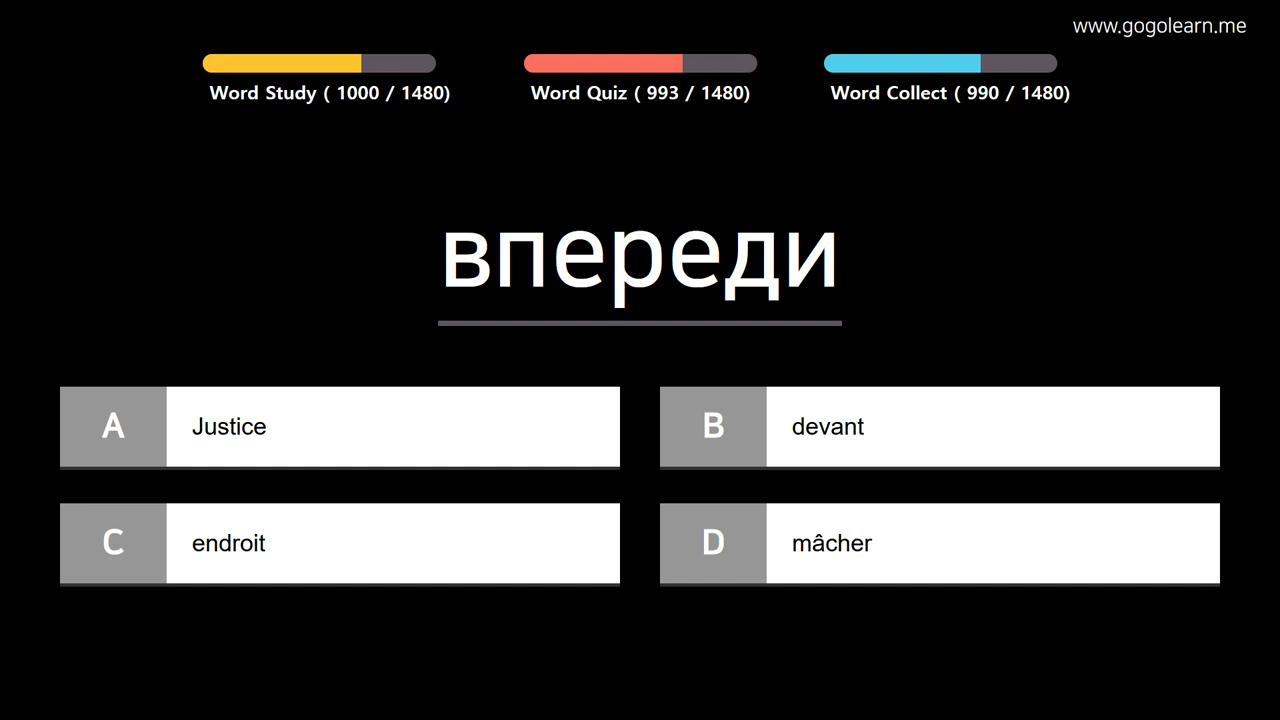 www.gogolearn.me
Word Study ( 1000 / 1480)
Word Quiz ( 993 / 1480)
Word Collect ( 990 / 1480)
впереди
A Justice
B devant
C endroit
D mâcher